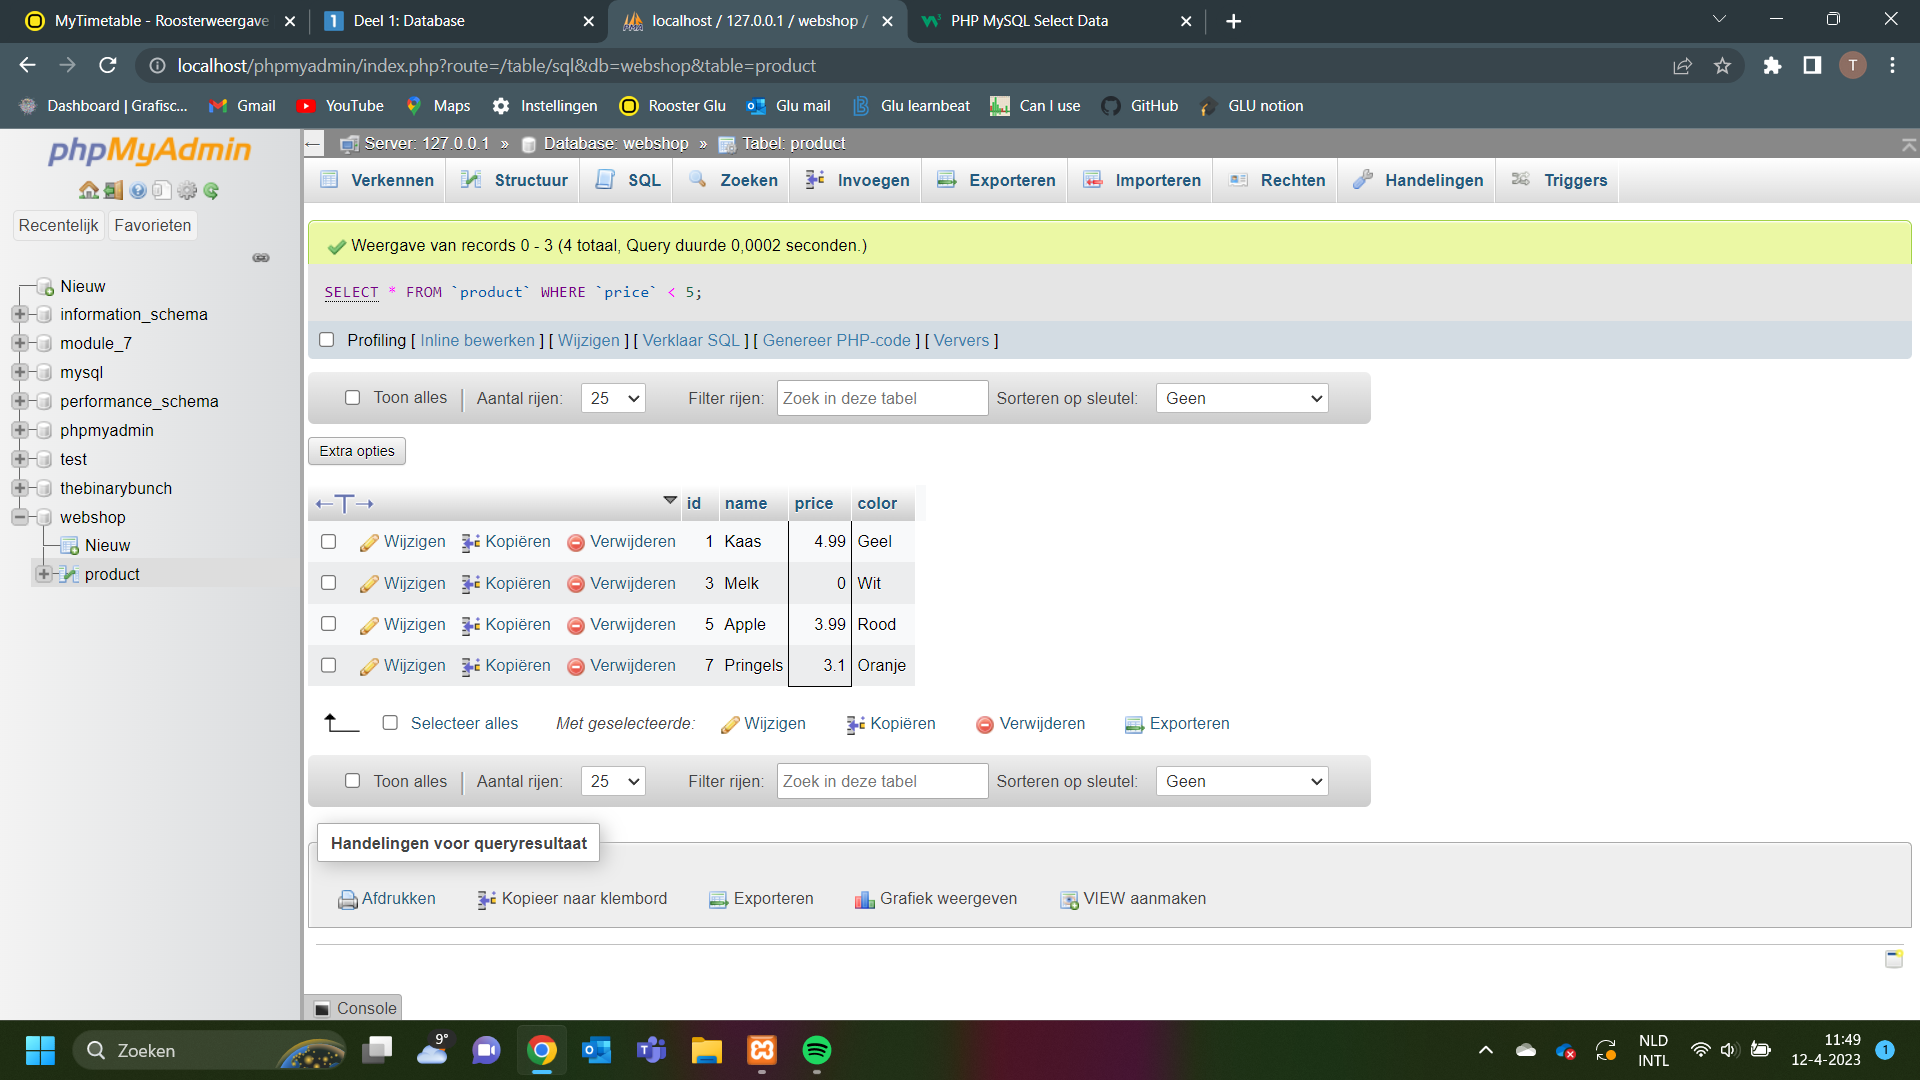 MyTimetable - Roosterweergave
Deel 1: Database
localhost / 127.0.0.1 / webshop /
PHP MySQL Select Data
localhost/phpmyadmin/index.php?route=/table/sql&db=webshop&table=product
T
Dashboard | Grafisc...
Gmail
YouTube
Maps
Instellingen
Rooster Glu
Glu mail
Glu learnbeat
Can I use
GitHub
GLU notion
phpMyAdmin
Recentelijk
Favorieten
Nieuw
information_schema
module_7
mysql
performance_schema
phpmyadmin
test
thebinarybunch
webshop
Nieuw
product
Server: 127.0.0.1 » Database: webshop » Tabel: product
Verkennen
Structuur
SQL
Zoeken
Invoegen
Exporteren
Importeren
Rechten
Handelingen
Triggers
Weergave van records 0 - 3 (4 totaal, Query duurde 0,0002 seconden.)
SELECT * FROM `product` WHERE `price` < 5;
Profiling [ Inline bewerken ] [ Wijzigen ] [ Verklaar SQL ] [ Genereer PHP-code ] [ Ververs ]
Toon alles | Aantal rijen: 25 Filter rijen: Zoek in deze tabel Sorteren op sleutel: Geen
Extra opties
←T→ id name price color
Wijzigen Kopiëren Verwijderen 1 Kaas 4.99 Geel
Wijzigen Kopiëren Verwijderen 3 Melk 0 Wit
Wijzigen Kopiëren Verwijderen 5 Apple 3.99 Rood
Wijzigen Kopiëren Verwijderen 7 Pringels 3.1 Oranje
Selecteer alles Met geselecteerde: Wijzigen Kopiëren Verwijderen Exporteren
Toon alles | Aantal rijen: 25 Filter rijen: Zoek in deze tabel Sorteren op sleutel: Geen
Handelingen voor queryresultaat
Afdrukken Kopieer naar klembord Exporteren Grafiek weergeven VIEW aanmaken
Console
Zoeken
9°
NLD
INTL
11:49
12-4-2023
1